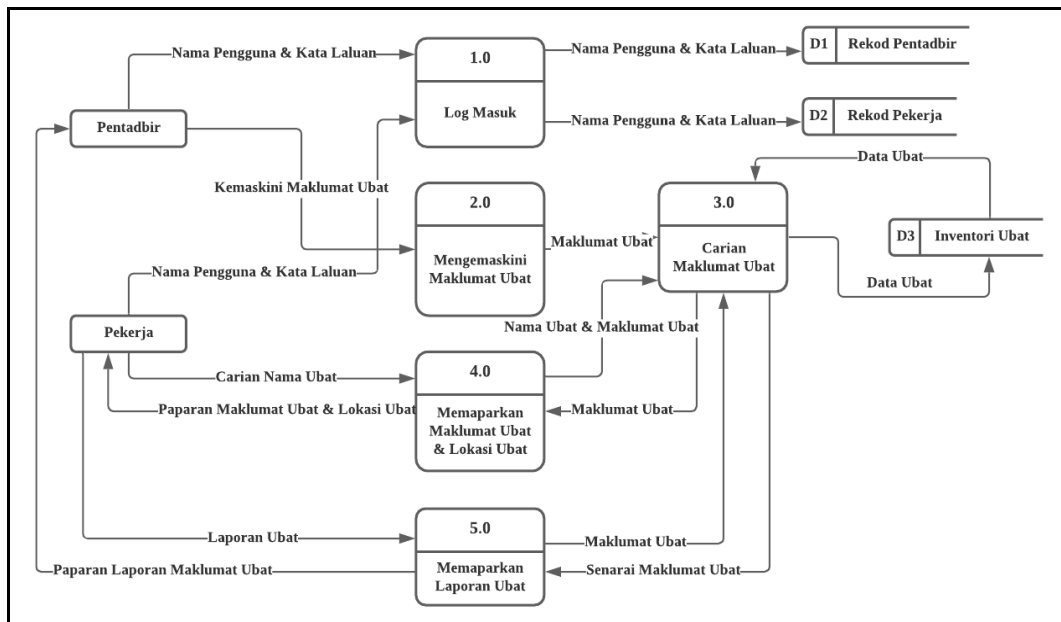 Nama Pengguna & Kata Laluan
1.0
Log Masuk
Nama Pengguna & Kata Laluan
D1
Rekod Pentadbir
Pentadbir
Nama Pengguna & Kata Laluan
D2
Rekod Pekerja
Data Ubat
Kemaskini Maklumat Ubat
2.0
Mengemaskini
Maklumat Ubat
Maklumat Ubat
3.0
Carian
Maklumat Ubat
D3
Inventori Ubat
Data Ubat
Nama Pengguna & Kata Laluan
Pekerja
Nama Ubat & Maklumat Ubat
Carian Nama Ubat
4.0
Memaparkan
Maklumat Ubat
& Lokasi Ubat
Paparan Maklumat Ubat & Lokasi Ubat
Maklumat Ubat
Laporan Ubat
5.0
Memaparkan
Laporan Ubat
Maklumat Ubat
Paparan Laporan Maklumat Ubat
Senarai Maklumat Ubat